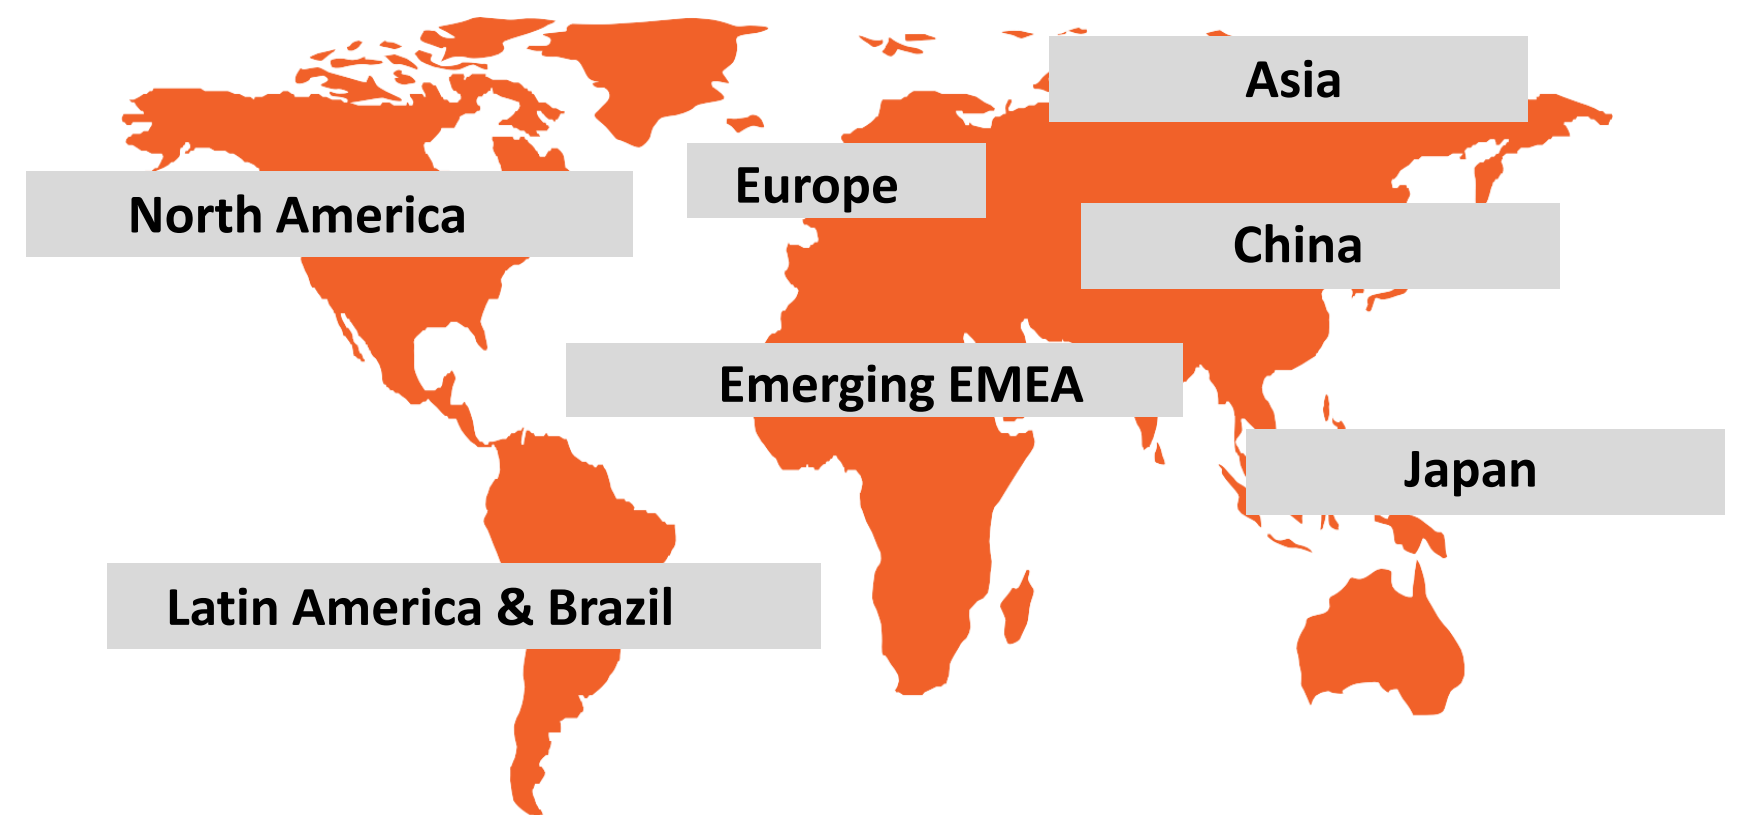 Asia
Europe
North America
China
Emerging EMEA
Japan
Latin America & Brazil